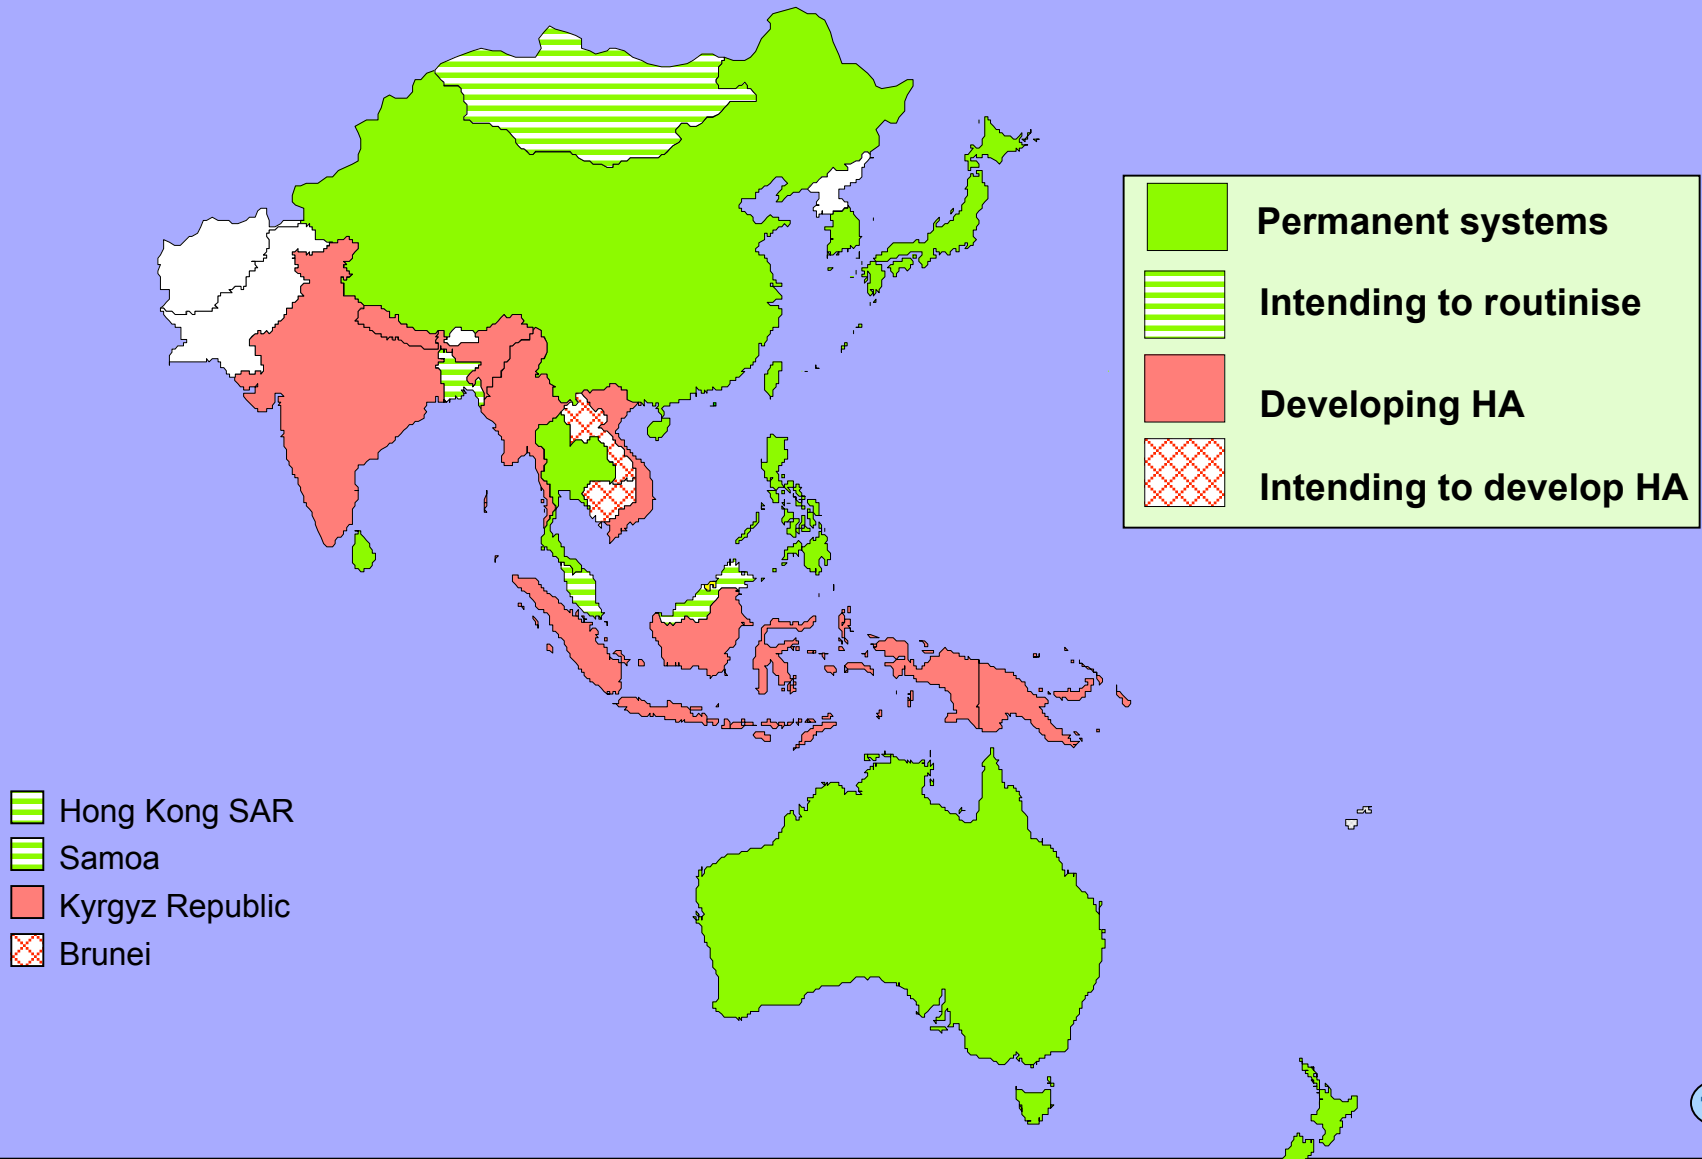 Permanent systems
Intending to routinise
Developing HA
Intending to develop HA
Hong Kong SAR
Samoa
Kyrgyz Republic
Brunei